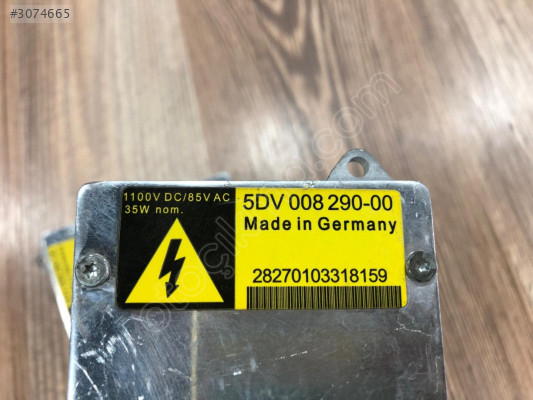 #3074665
1100V DC/85V AC
35W nom.
5DV 008 290-00
Made in Germany
28270103318159